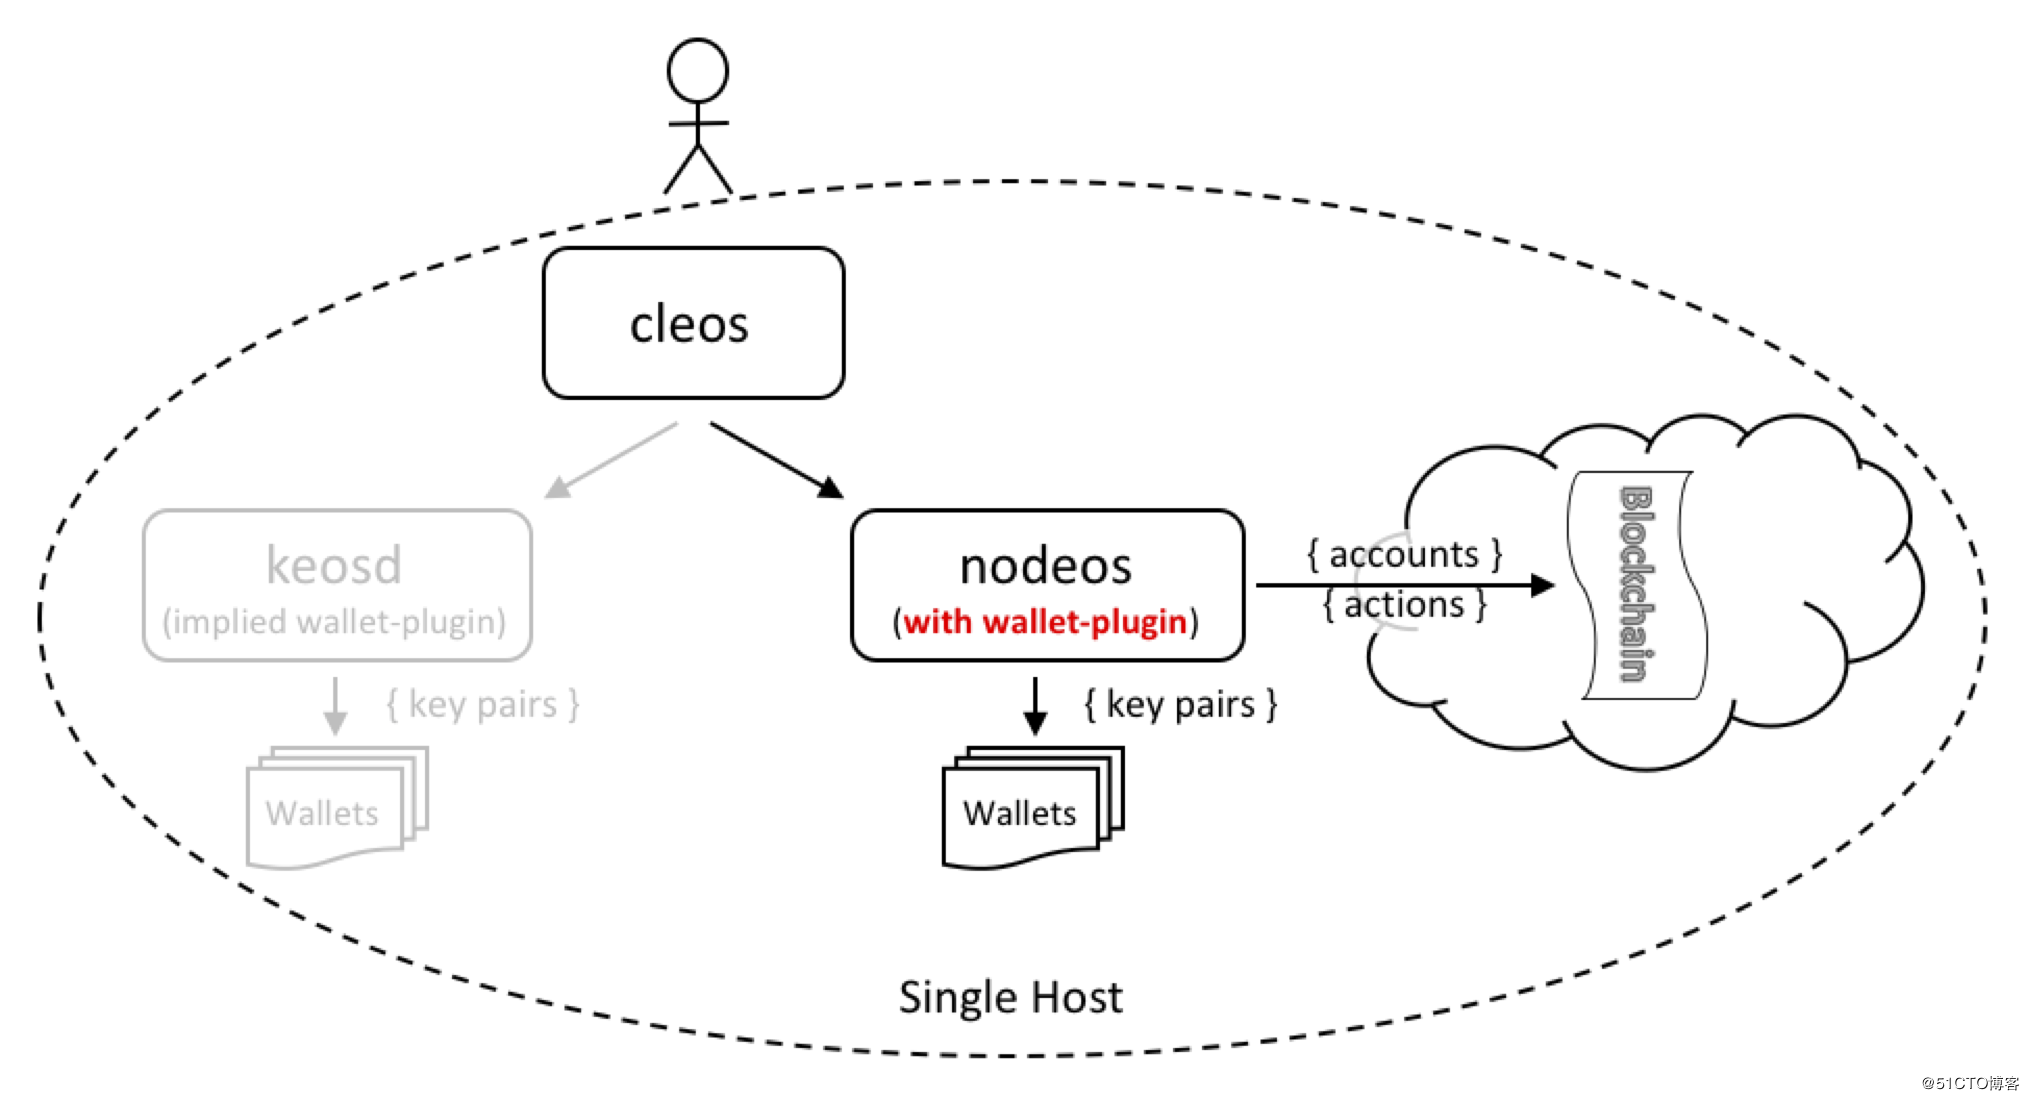 cleos
keosd
(implied wallet-plugin)
{ key pairs }
Wallets
nodeos
(with wallet-plugin)
{ key pairs }
Wallets
{ accounts }
{ actions }
Blockchain
Single Host
@51CTO博客